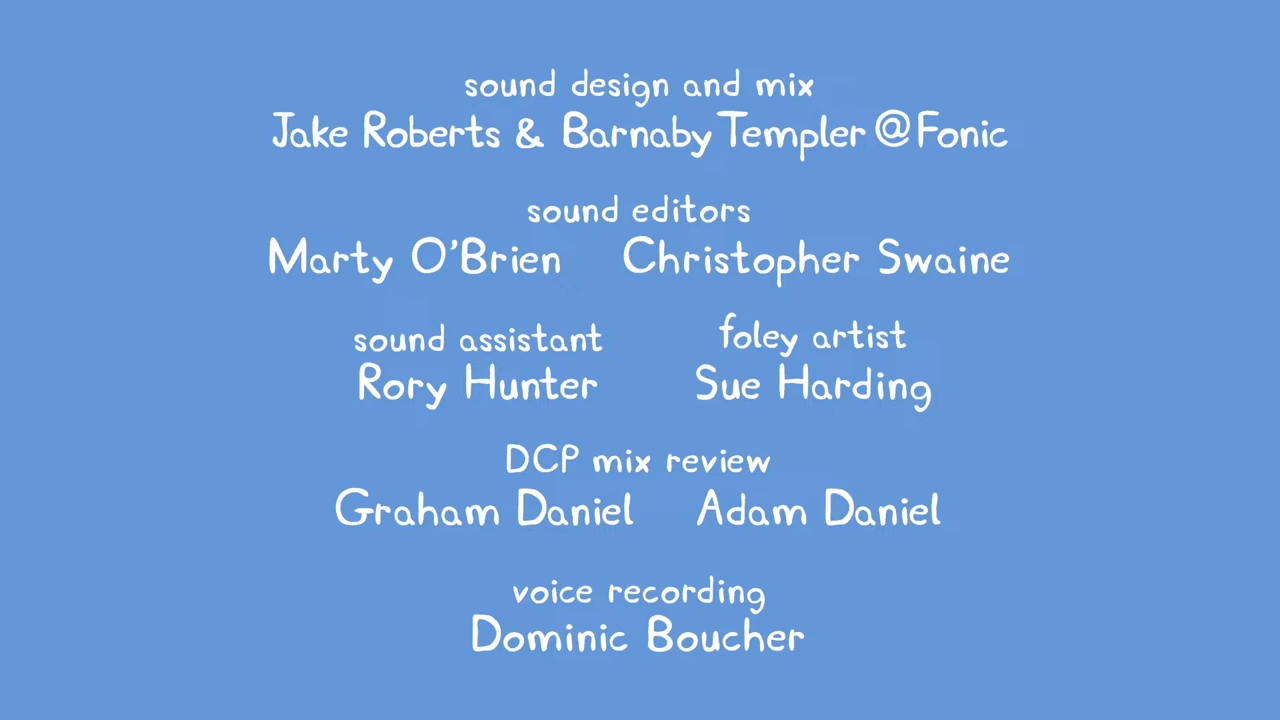 sound design and mix
Jake Roberts & Barnaby Templer @ Fonic
sound editors
Marty O'Brien Christopher Swaine
sound assistant foley artist
Rory Hunter Sue Harding
DCP mix review
Graham Daniel Adam Daniel
voice recording
Dominic Boucher